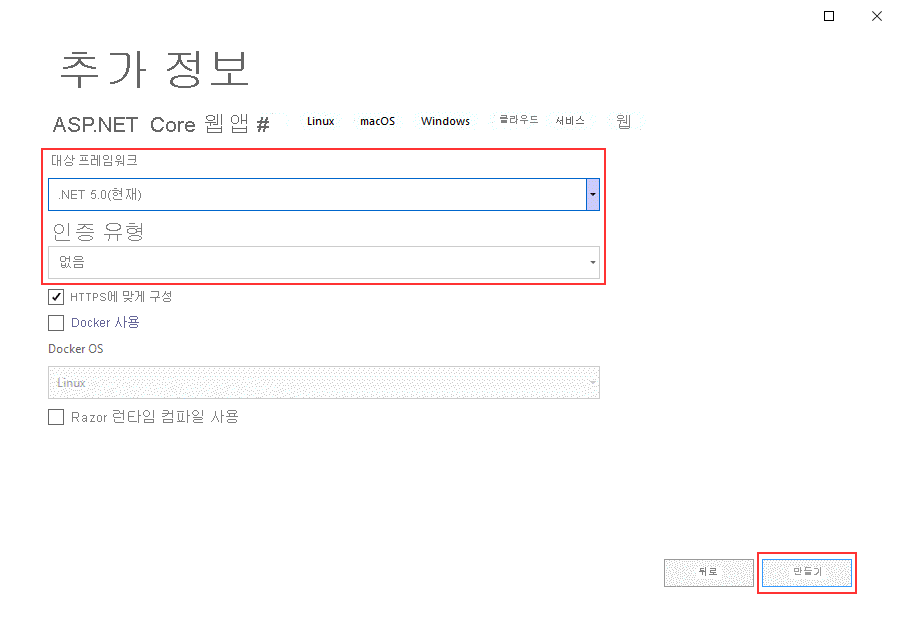 추가 정보
ASP.NET Core 웹 앱 # Linux macOS Windows 클라우드 서비스 웹
대상 프레임워크
.NET 5.0(현재)
인증 유형
없음
HTTPS에 맞게 구성
Docker 사용
Docker OS
Linux
Razor 런타임 컴파일 사용
뒤로 만들기